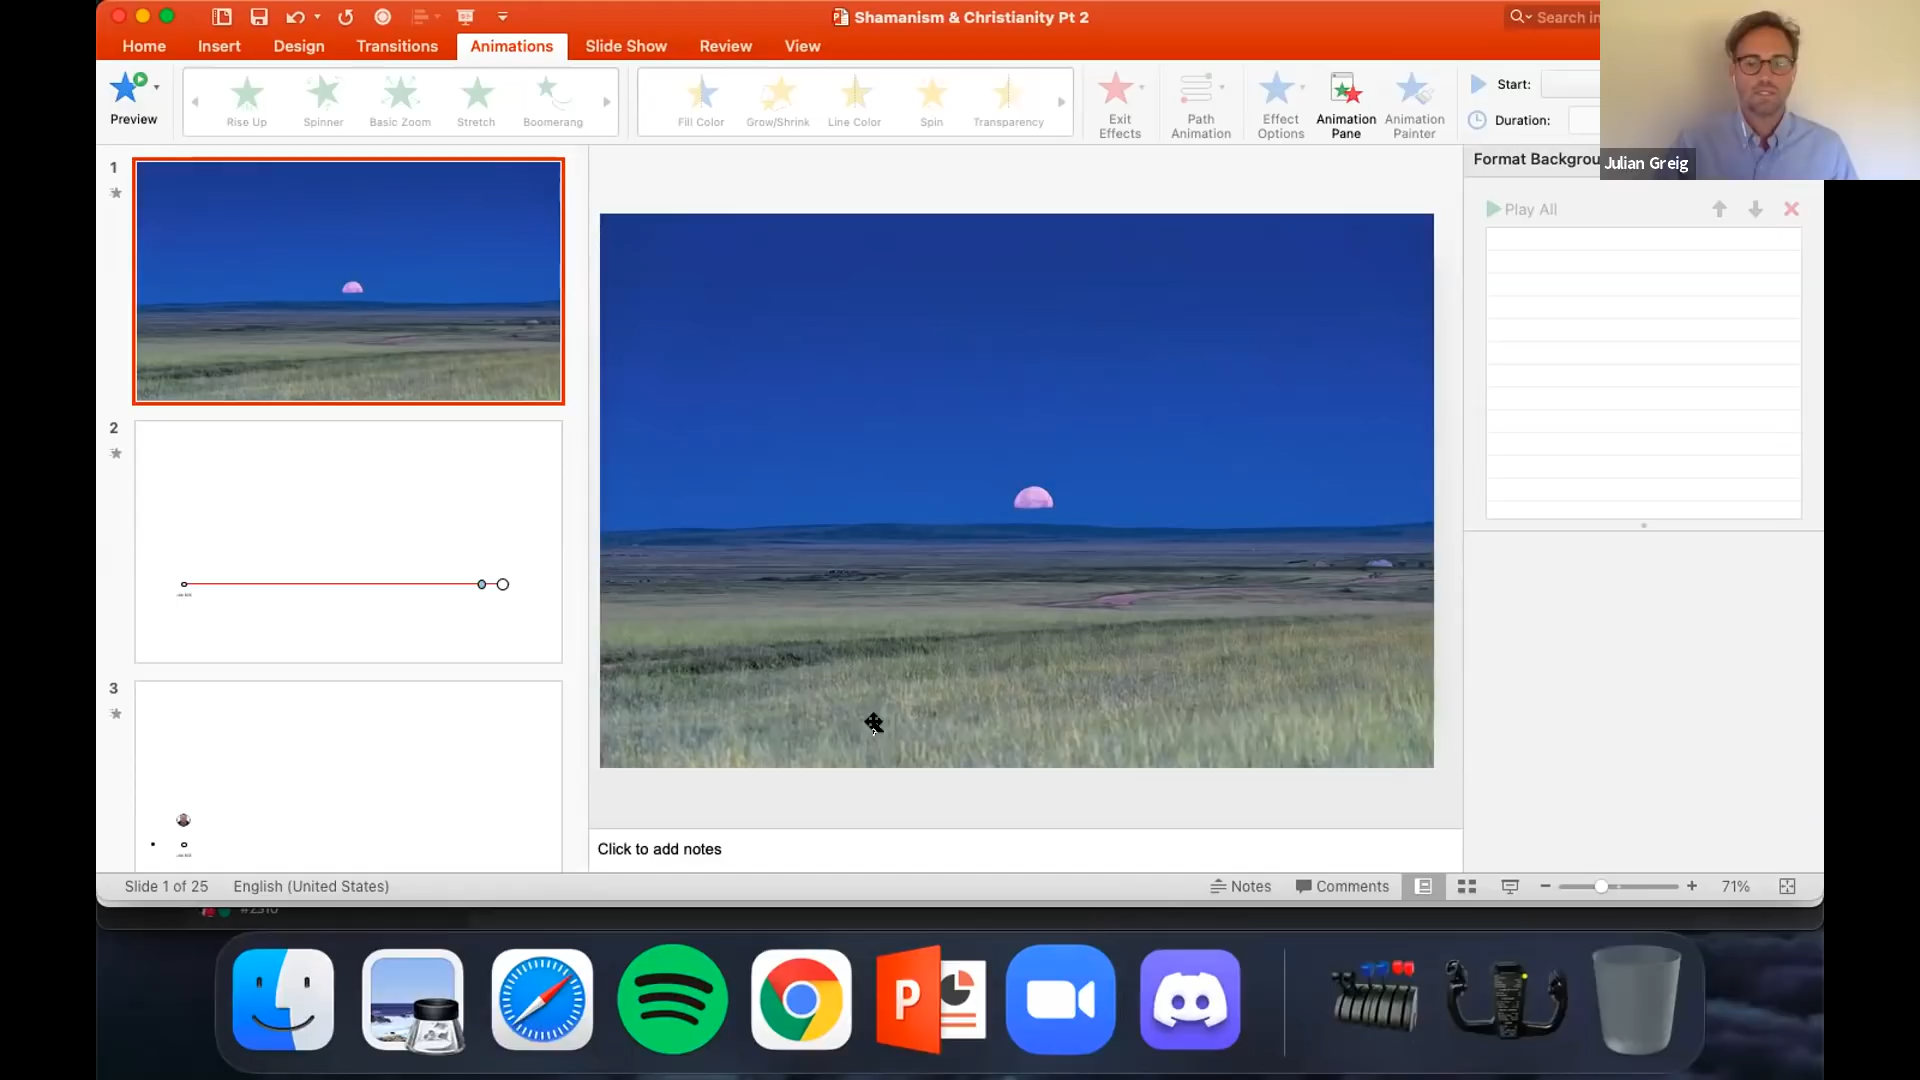 Shamanism & Christianity Pt 2
Search in
Home Insert Design Transitions Animations Slide Show Review View
Preview
Rise Up Spinner Basic Zoom Stretch Boomerang
Fill Color Grow/Shrink Line Color Spin Transparency
Exit Effects
Path Animation
Effect Options
Animation Pane
Animation Painter
Start:
Duration:
Julian Greig
Format Backgrou
Play All
1
2
3
Click to add notes
Slide 1 of 25 English (United States) Notes Comments 71%
#2310
P